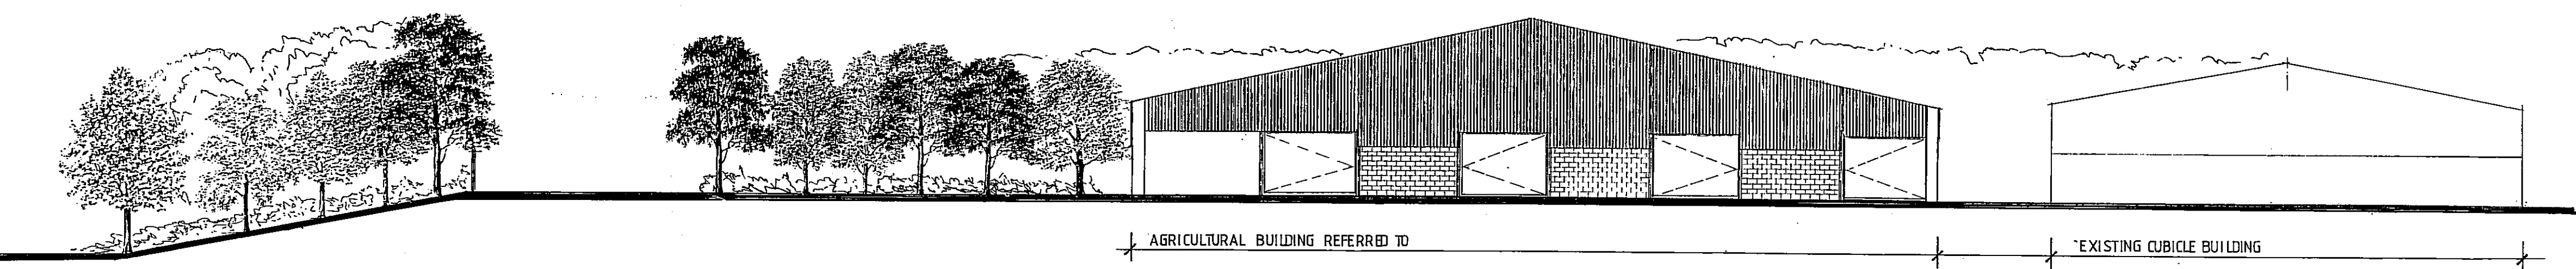 AGRICULTURAL BUILDING REFERRED TO
EXISTING CUBICLE BUILDING